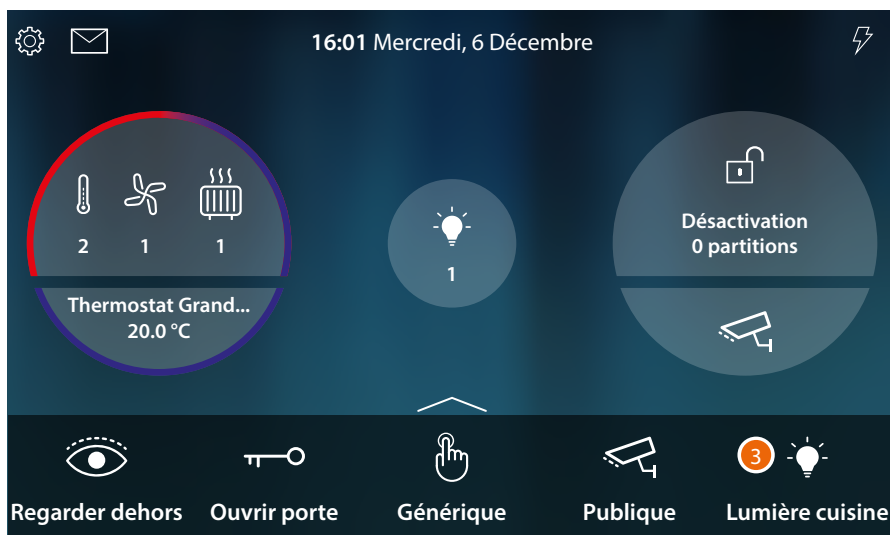 16:01 Mercredi, 6 Décembre
2 1 1
Thermostat Grand...
20.0 °C
1
Désactivation
0 partitions
Regarder dehors
Ouvrir porte
Générique
Publique
3
Lumière cuisine